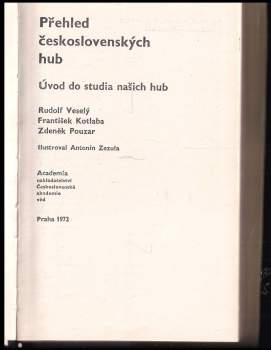 Přehled
československých
hub
Úvod do studia našich hub
Rudolf Veselý
František Kotlaba
Zdeněk Pouzar
Ilustroval Antonín Zezula
Academia
nakladatelství
Československé
akademie
věd
Praha 1972